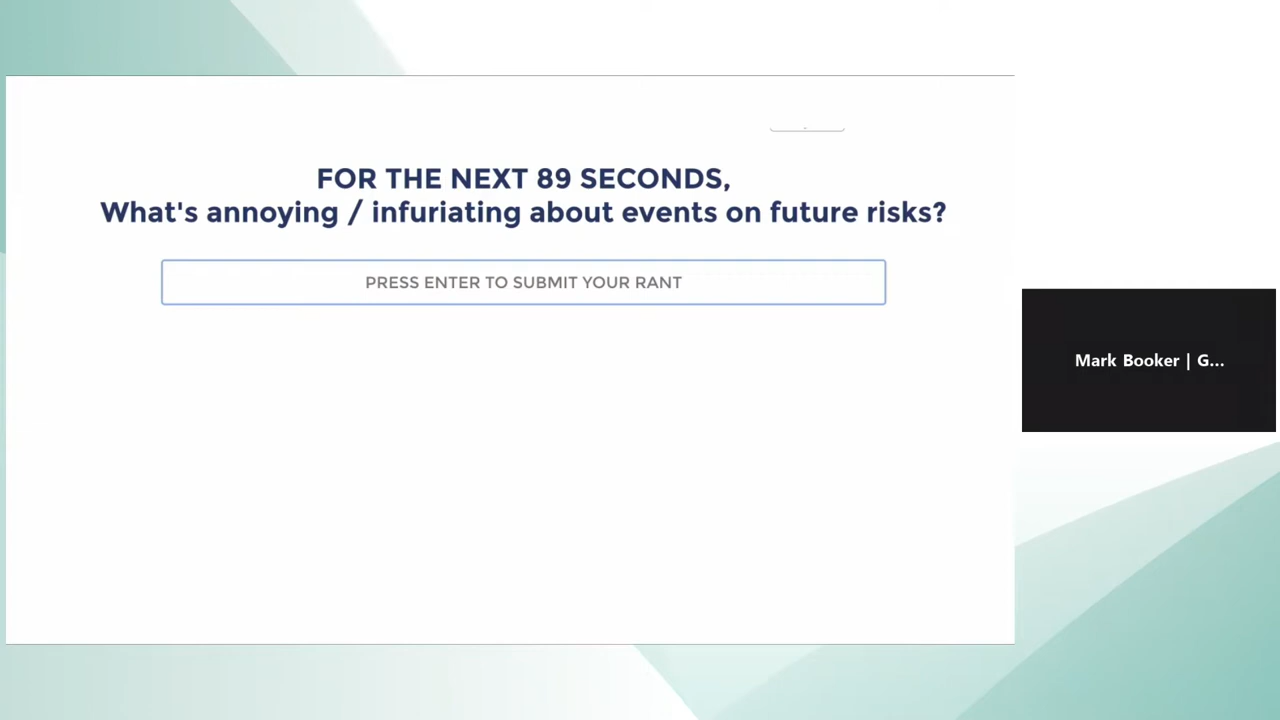 FOR THE NEXT 89 SECONDS,
What's annoying / infuriating about events on future risks?
PRESS ENTER TO SUBMIT YOUR RANT
Mark Booker | G...